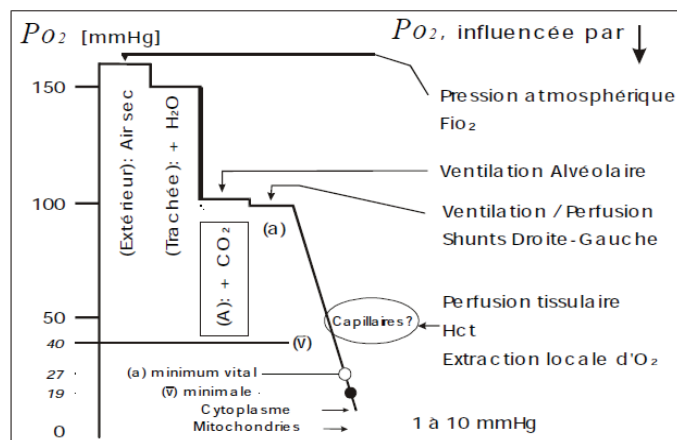 PO₂ [mmHg]
PO₂, influencée par
150
100
50
40
27
19
0
(Extérieur): Air sec
(Trachée): + H₂O
(A): + CO₂
(a)
(v̅)
Capillaires?
(a) minimum vital
(v̅) minimale
Cytoplasme
Mitochondries
Pression atmosphérique
Fio₂
Ventilation Alvéolaire
Ventilation / Perfusion
Shunts Droite-Gauche
Perfusion tissulaire
Hct
Extraction locale d'O₂
1 à 10 mmHg